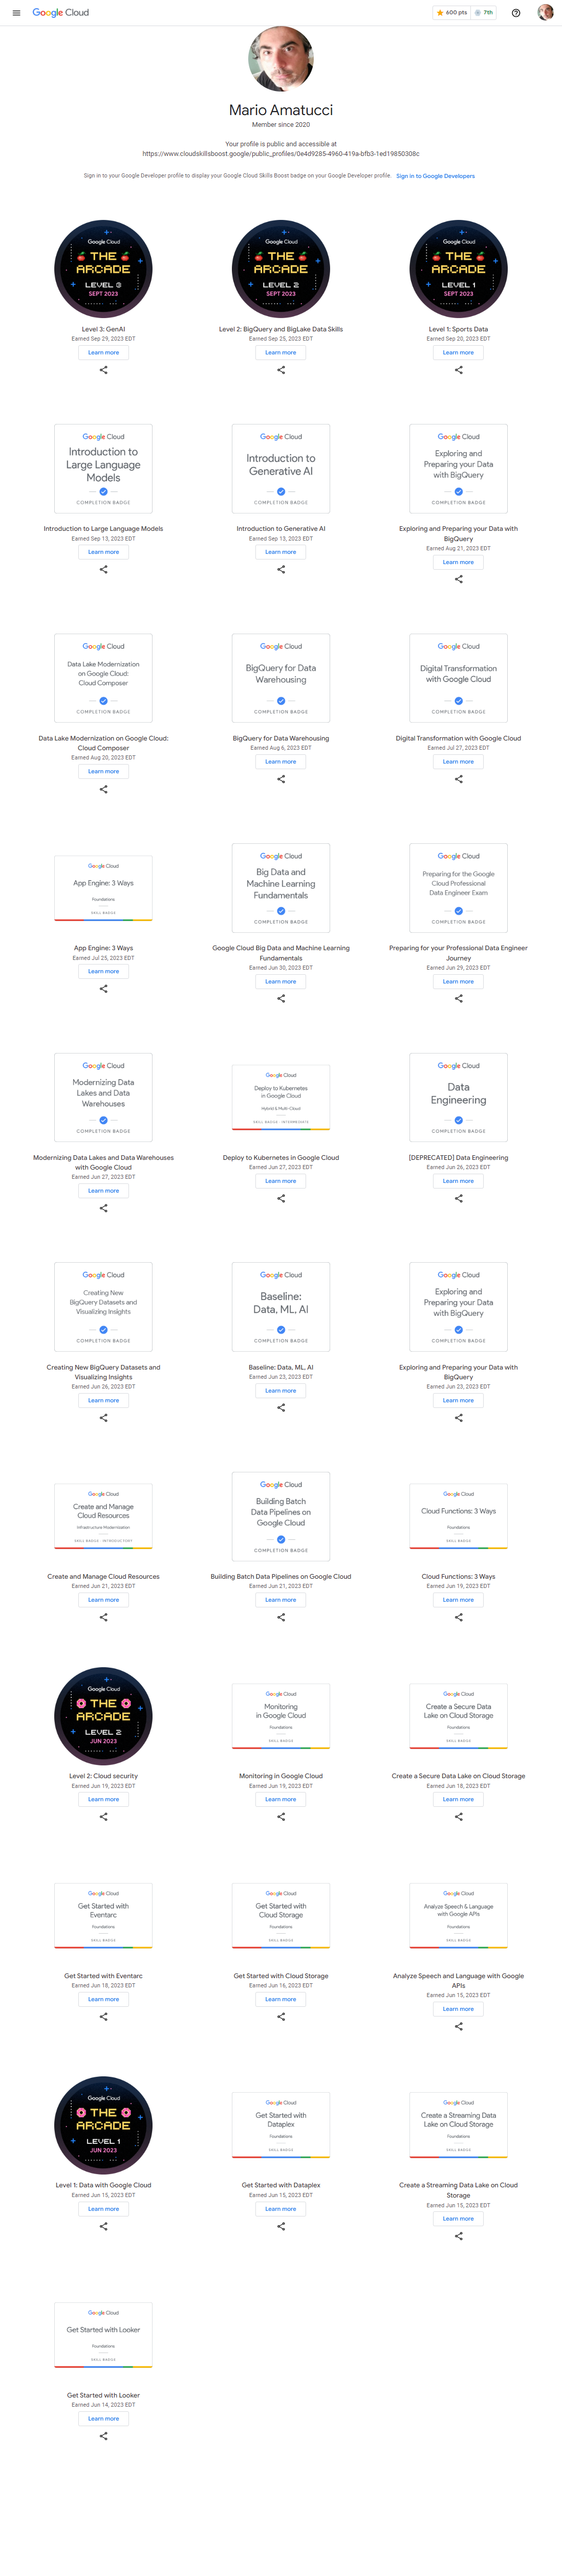 Google Cloud
600 pts
7th
Mario Amatucci
Member since 2020
Your profile is public and accessible at
https://www.cloudskillsboost.google/public_profiles/0e4d9285-4960-419a-bfb3-1ed19850308c
Sign in to your Google Developer profile to display your Google Cloud Skills Boost badge on your Google Developer profile. Sign in to Google Developers
Google Cloud
THE
ARCADE
LEVEL 3
SEPT 2023
Level 3: GenAI
Earned Sep 29, 2023 EDT
Learn more
Google Cloud
THE
ARCADE
LEVEL 2
SEPT 2023
Level 2: BigQuery and BigLake Data Skills
Earned Sep 25, 2023 EDT
Learn more
Google Cloud
THE
ARCADE
LEVEL 1
SEPT 2023
Level 1: Sports Data
Earned Sep 20, 2023 EDT
Learn more
Google Cloud
Introduction to
Large Language
Models
COMPLETION BADGE
Introduction to Large Language Models
Earned Sep 13, 2023 EDT
Learn more
Google Cloud
Introduction to
Generative AI
COMPLETION BADGE
Introduction to Generative AI
Earned Sep 13, 2023 EDT
Learn more
Google Cloud
Exploring and
Preparing your Data
with BigQuery
COMPLETION BADGE
Exploring and Preparing your Data with
BigQuery
Earned Aug 21, 2023 EDT
Learn more
Google Cloud
Data Lake Modernization
on Google Cloud:
Cloud Composer
COMPLETION BADGE
Data Lake Modernization on Google Cloud:
Cloud Composer
Earned Aug 20, 2023 EDT
Learn more
Google Cloud
BigQuery for Data
Warehousing
COMPLETION BADGE
BigQuery for Data Warehousing
Earned Aug 6, 2023 EDT
Learn more
Google Cloud
Digital Transformation
with Google Cloud
COMPLETION BADGE
Digital Transformation with Google Cloud
Earned Jul 27, 2023 EDT
Learn more
Google Cloud
App Engine: 3 Ways
Foundations
SKILL BADGE
App Engine: 3 Ways
Earned Jul 25, 2023 EDT
Learn more
Google Cloud
Big Data and
Machine Learning
Fundamentals
COMPLETION BADGE
Google Cloud Big Data and Machine Learning
Fundamentals
Earned Jun 30, 2023 EDT
Learn more
Google Cloud
Preparing for the Google
Cloud Professional
Data Engineer Exam
COMPLETION BADGE
Preparing for your Professional Data Engineer
Journey
Earned Jun 29, 2023 EDT
Learn more
Google Cloud
Modernizing Data
Lakes and Data
Warehouses
COMPLETION BADGE
Modernizing Data Lakes and Data Warehouses
with Google Cloud
Earned Jun 27, 2023 EDT
Learn more
Google Cloud
Deploy to Kubernetes
in Google Cloud
Hybrid & Multi-Cloud
SKILL BADGE · INTERMEDIATE
Deploy to Kubernetes in Google Cloud
Earned Jun 27, 2023 EDT
Learn more
Google Cloud
Data
Engineering
COMPLETION BADGE
[DEPRECATED] Data Engineering
Earned Jun 26, 2023 EDT
Learn more
Google Cloud
Creating New
BigQuery Datasets and
Visualizing Insights
COMPLETION BADGE
Creating New BigQuery Datasets and
Visualizing Insights
Earned Jun 26, 2023 EDT
Learn more
Google Cloud
Baseline:
Data, ML, AI
COMPLETION BADGE
Baseline: Data, ML, AI
Earned Jun 23, 2023 EDT
Learn more
Google Cloud
Exploring and
Preparing your Data
with BigQuery
COMPLETION BADGE
Exploring and Preparing your Data with
BigQuery
Earned Jun 23, 2023 EDT
Learn more
Google Cloud
Create and Manage
Cloud Resources
Infrastructure Modernization
SKILL BADGE · INTRODUCTORY
Create and Manage Cloud Resources
Earned Jun 21, 2023 EDT
Learn more
Google Cloud
Building Batch
Data Pipelines on
Google Cloud
COMPLETION BADGE
Building Batch Data Pipelines on Google Cloud
Earned Jun 21, 2023 EDT
Learn more
Google Cloud
Cloud Functions: 3 Ways
Foundations
SKILL BADGE
Cloud Functions: 3 Ways
Earned Jun 19, 2023 EDT
Learn more
Google Cloud
THE
ARCADE
LEVEL 2
JUN 2023
Level 2: Cloud security
Earned Jun 19, 2023 EDT
Learn more
Google Cloud
Monitoring
in Google Cloud
Foundations
SKILL BADGE
Monitoring in Google Cloud
Earned Jun 19, 2023 EDT
Learn more
Google Cloud
Create a Secure Data
Lake on Cloud Storage
Foundations
SKILL BADGE
Create a Secure Data Lake on Cloud Storage
Earned Jun 18, 2023 EDT
Learn more
Google Cloud
Get Started with
Eventarc
Foundations
SKILL BADGE
Get Started with Eventarc
Earned Jun 18, 2023 EDT
Learn more
Google Cloud
Get Started with
Cloud Storage
Foundations
SKILL BADGE
Get Started with Cloud Storage
Earned Jun 16, 2023 EDT
Learn more
Google Cloud
Analyze Speech & Language
with Google APIs
Foundations
SKILL BADGE
Analyze Speech and Language with Google
APIs
Earned Jun 15, 2023 EDT
Learn more
Google Cloud
THE
ARCADE
LEVEL 1
JUN 2023
Level 1: Data with Google Cloud
Earned Jun 15, 2023 EDT
Learn more
Google Cloud
Get Started with
Dataplex
Foundations
SKILL BADGE
Get Started with Dataplex
Earned Jun 15, 2023 EDT
Learn more
Google Cloud
Create a Streaming Data
Lake on Cloud Storage
Foundations
SKILL BADGE
Create a Streaming Data Lake on Cloud
Storage
Earned Jun 15, 2023 EDT
Learn more
Google Cloud
Get Started with Looker
Foundations
SKILL BADGE
Get Started with Looker
Earned Jun 14, 2023 EDT
Learn more